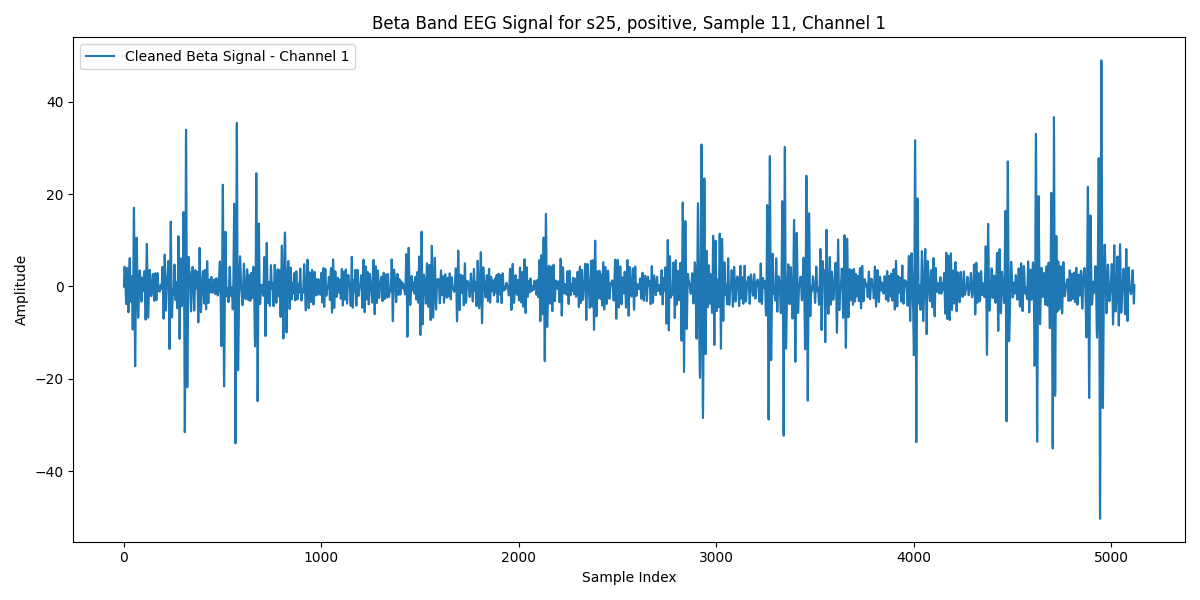 Beta Band EEG Signal for s25, positive, Sample 11, Channel 1
Cleaned Beta Signal - Channel 1
Amplitude
40
20
0
−20
−40
0 1000 2000 3000 4000 5000
Sample Index